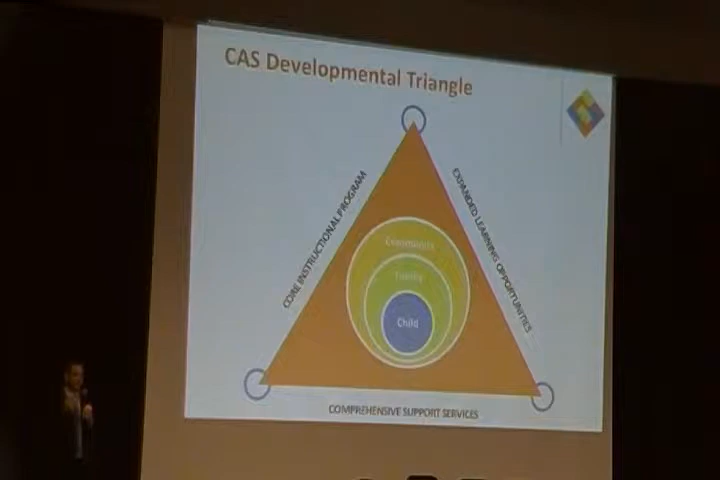 CAS Developmental Triangle
CORE INSTRUCTIONAL PROGRAM
EXPANDED LEARNING OPPORTUNITIES
Community
Family
Child
COMPREHENSIVE SUPPORT SERVICES